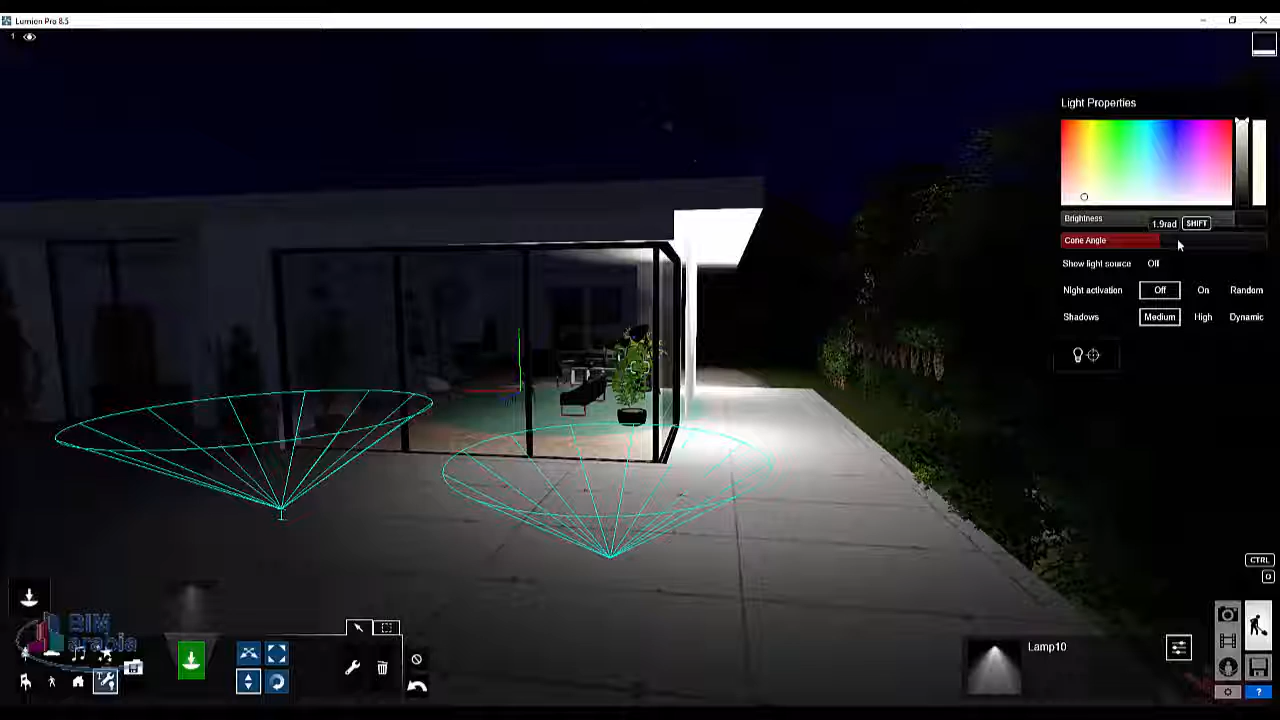 Lumion Pro 8.5
1
Light Properties
Brightness
1.9rad SHIFT
Cone Angle
Show light source Off
Night activation Off On Random
Shadows Medium High Dynamic
CTRL
O
BIM
arabia
Lamp10
?